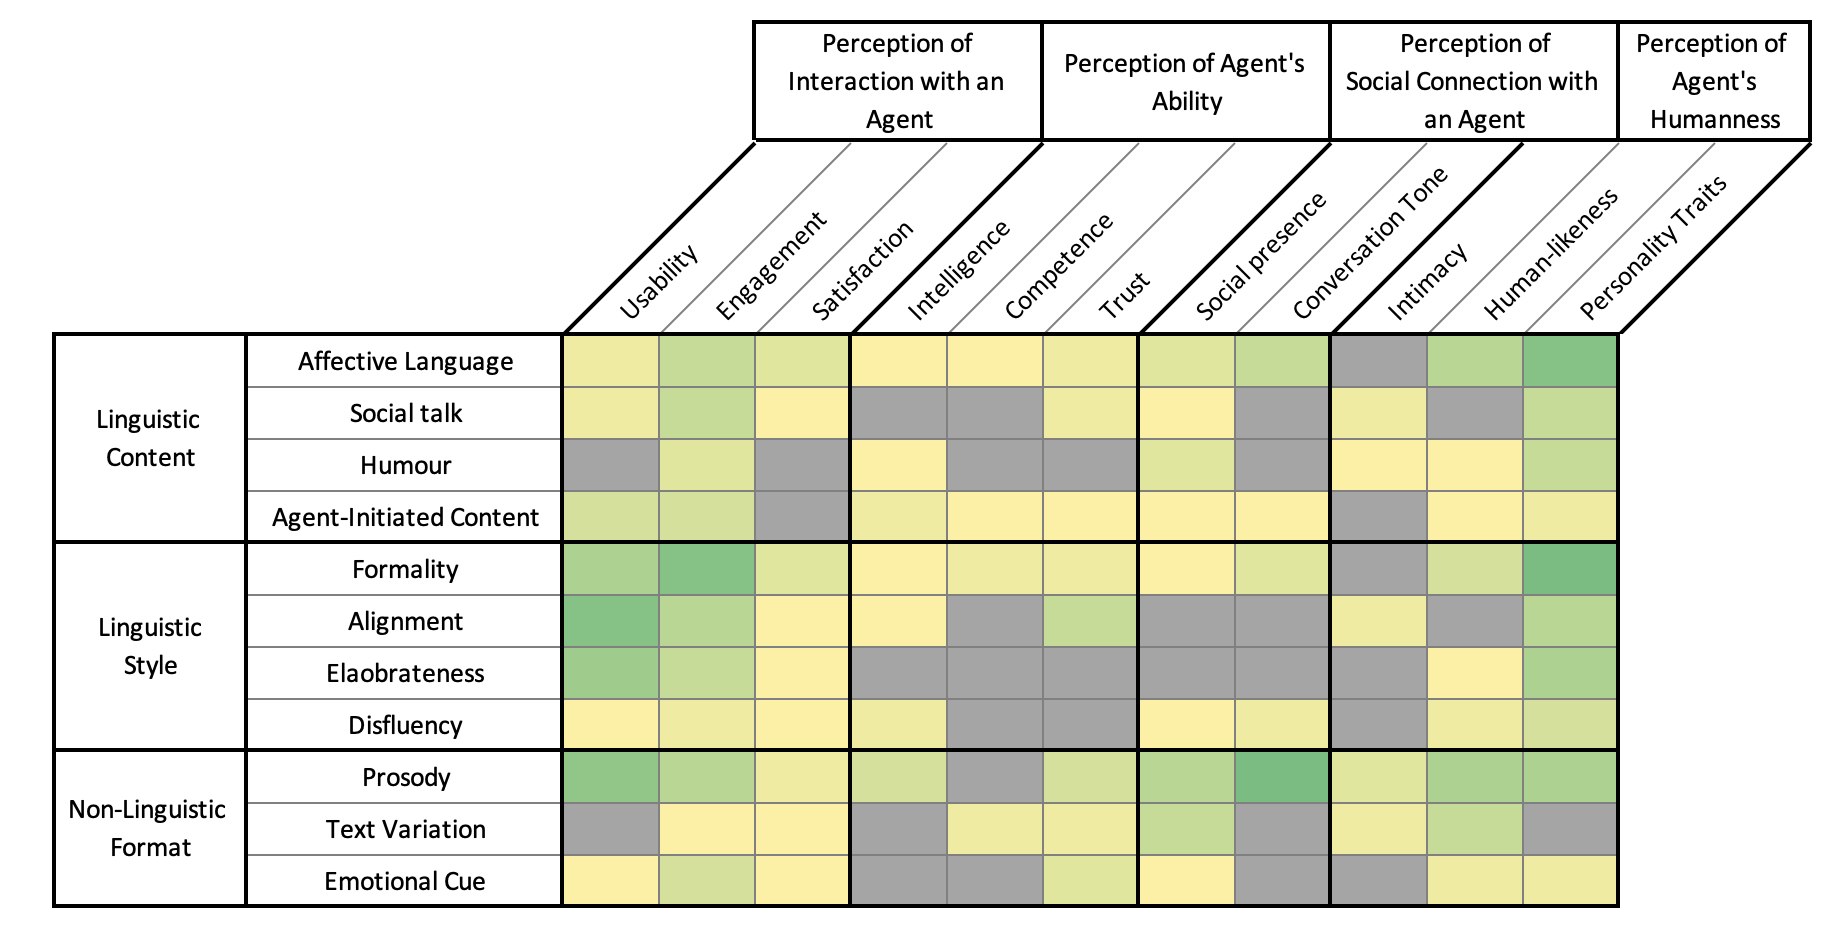 Perception of
Interaction with an
Agent
Perception of Agent's
Ability
Perception of
Social Connection with
an Agent
Perception of
Agent's
Humanness
Usability
Engagement
Satisfaction
Intelligence
Competence
Trust
Social presence
Conversation Tone
Intimacy
Human-likeness
Personality Traits
Linguistic
Content
Affective Language
Social talk
Humour
Agent-Initiated Content
Linguistic
Style
Formality
Alignment
Elaobrateness
Disfluency
Non-Linguistic
Format
Prosody
Text Variation
Emotional Cue